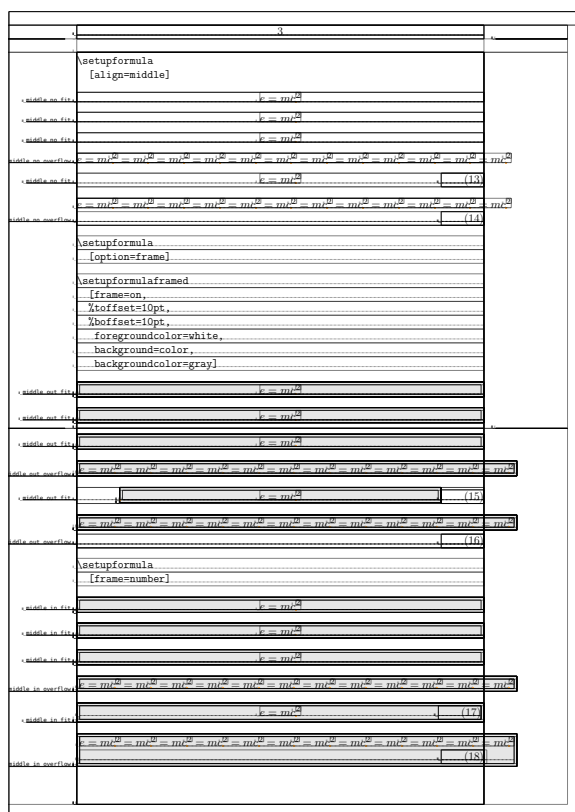 3
\setupformula
[align=middle]
middle no fit e = mc²
middle no fit e = mc²
middle no fit e = mc²
middle no overflow e = mc² = mc² = mc² = mc² = mc² = mc² = mc² = mc² = mc² = mc² = mc² = mc²
middle no fit e = mc² (13)
e = mc² = mc² = mc² = mc² = mc² = mc² = mc² = mc² = mc² = mc² = mc² = mc²
middle no overflow (14)
\setupformula
[option=frame]
\setupformulaframed
[frame=on,
%toffset=10pt,
%boffset=10pt,
foregroundcolor=white,
background=color,
backgroundcolor=gray]
middle out fit e = mc²
middle out fit e = mc²
middle out fit e = mc²
middle out overflow e = mc² = mc² = mc² = mc² = mc² = mc² = mc² = mc² = mc² = mc² = mc² = mc²
middle out fit e = mc² (15)
e = mc² = mc² = mc² = mc² = mc² = mc² = mc² = mc² = mc² = mc² = mc² = mc²
middle out overflow (16)
\setupformula
[frame=number]
middle in fit e = mc²
middle in fit e = mc²
middle in fit e = mc²
middle in overflow e = mc² = mc² = mc² = mc² = mc² = mc² = mc² = mc² = mc² = mc² = mc² = mc²
middle in fit e = mc² (17)
e = mc² = mc² = mc² = mc² = mc² = mc² = mc² = mc² = mc² = mc² = mc² = mc²
middle in overflow (18)